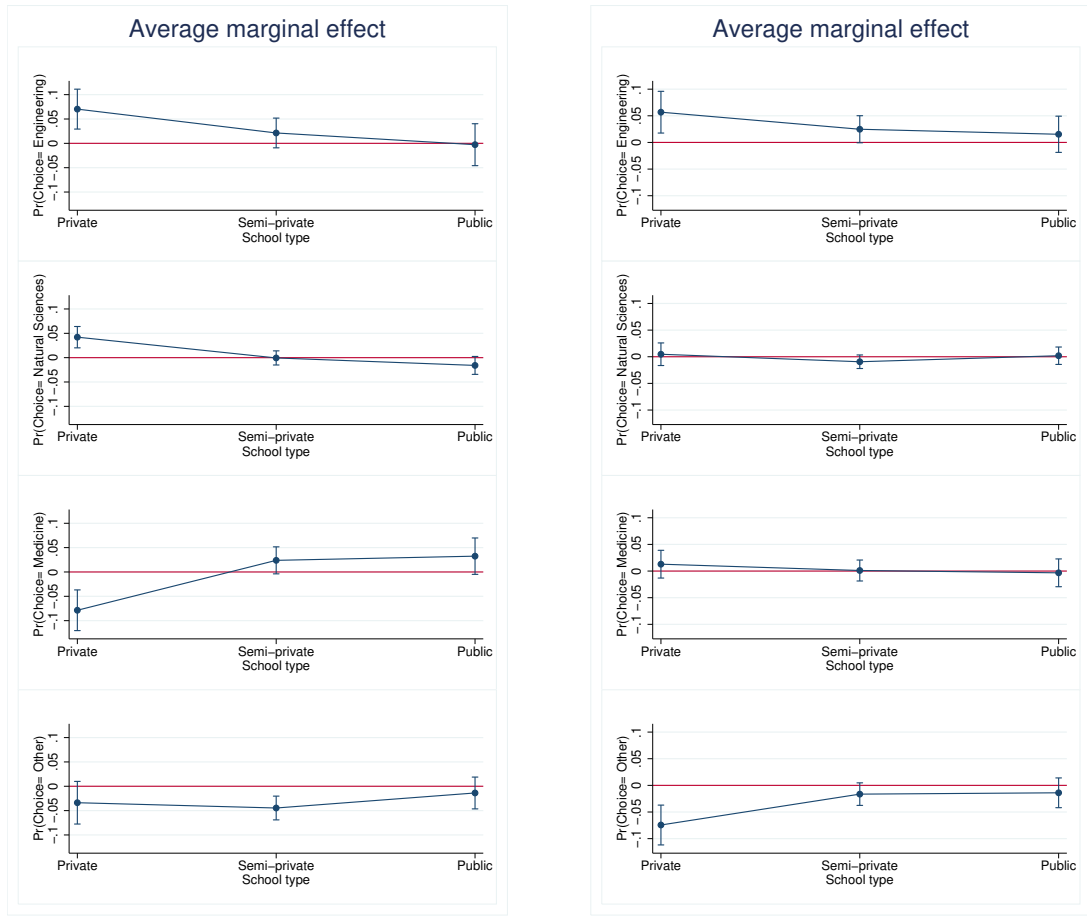 Average marginal effect
Pr(Choice= Engineering)
.1
.05
0
−.05
−.1
Private
Semi−private
Public
School type
Pr(Choice= Natural Sciences)
.1
.05
0
−.05
−.1
Private
Semi−private
Public
School type
Pr(Choice= Medicine)
.1
.05
0
−.05
−.1
Private
Semi−private
Public
School type
Pr(Choice= Other)
.1
.05
0
−.05
−.1
Private
Semi−private
Public
School type
Average marginal effect
Pr(Choice= Engineering)
.1
.05
0
−.05
−.1
Private
Semi−private
Public
School type
Pr(Choice= Natural Sciences)
.1
.05
0
−.05
−.1
Private
Semi−private
Public
School type
Pr(Choice= Medicine)
.1
.05
0
−.05
−.1
Private
Semi−private
Public
School type
Pr(Choice= Other)
.1
.05
0
−.05
−.1
Private
Semi−private
Public
School type